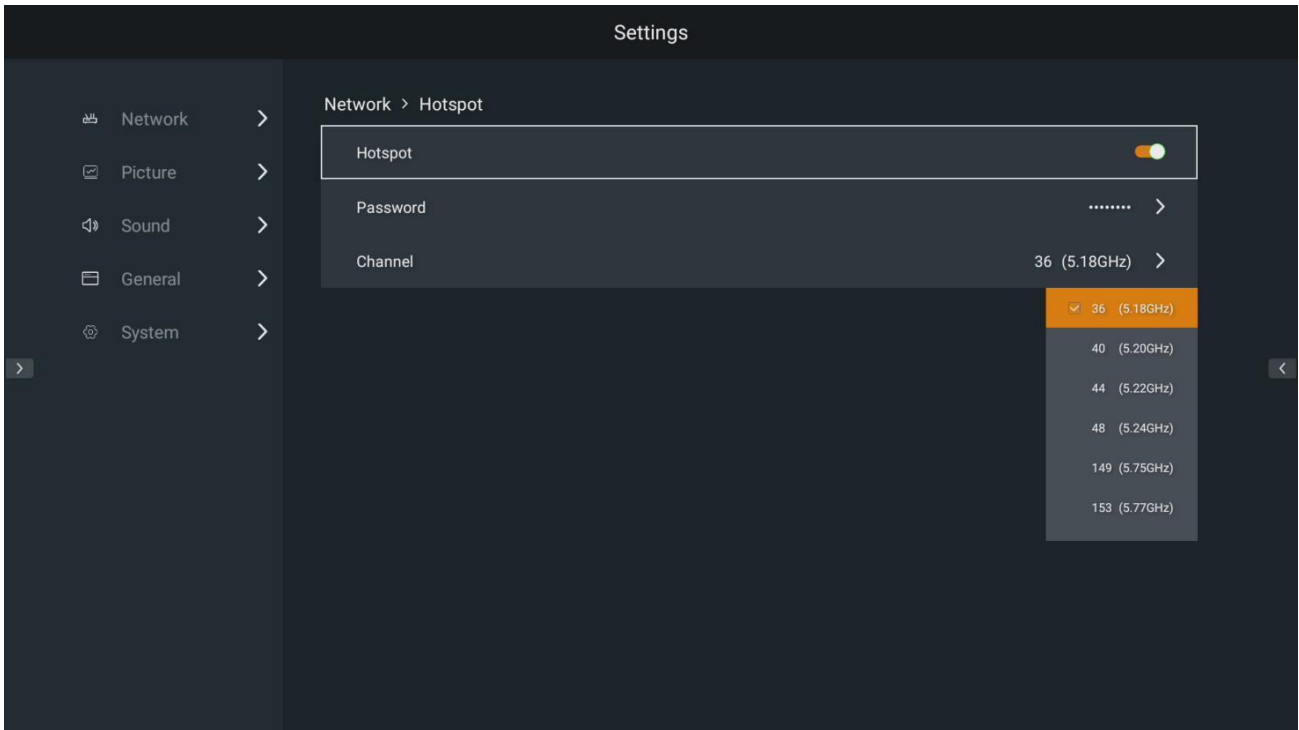 Settings
Network
Picture
Sound
General
System
Network > Hotspot
Hotspot
Password ········
Channel 36 (5.18GHz)
36 (5.18GHz)
40 (5.20GHz)
44 (5.22GHz)
48 (5.24GHz)
149 (5.75GHz)
153 (5.77GHz)